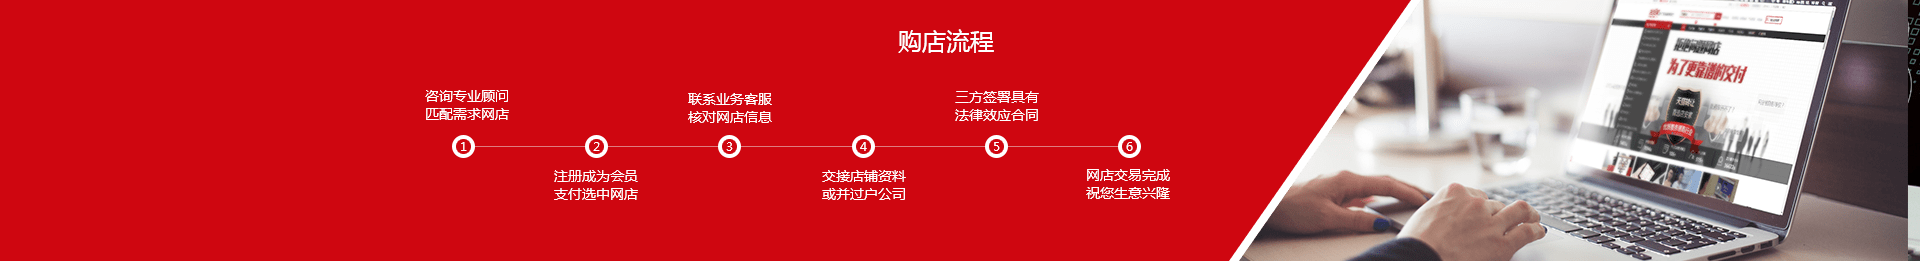 购店流程
咨询专业顾问
匹配需求网店
联系业务客服
核对网店信息
三方签署具有
法律效应合同
1
2
3
4
5
6
注册成为会员
支付选中网店
交接店铺资料
或并过户公司
网店交易完成
祝您生意兴隆
为了更靠谱的交付